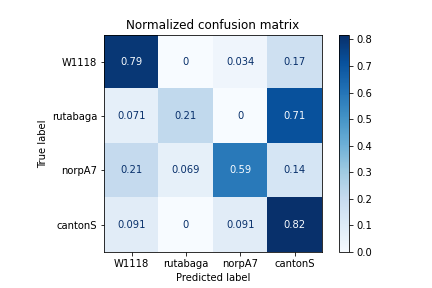 Normalized confusion matrix
True label
W1118 0.79 0 0.034 0.17
rutabaga 0.071 0.21 0 0.71
norpA7 0.21 0.069 0.59 0.14
cantonS 0.091 0 0.091 0.82
W1118 rutabaga norpA7 cantonS
Predicted label
0.8
0.7
0.6
0.5
0.4
0.3
0.2
0.1
0.0